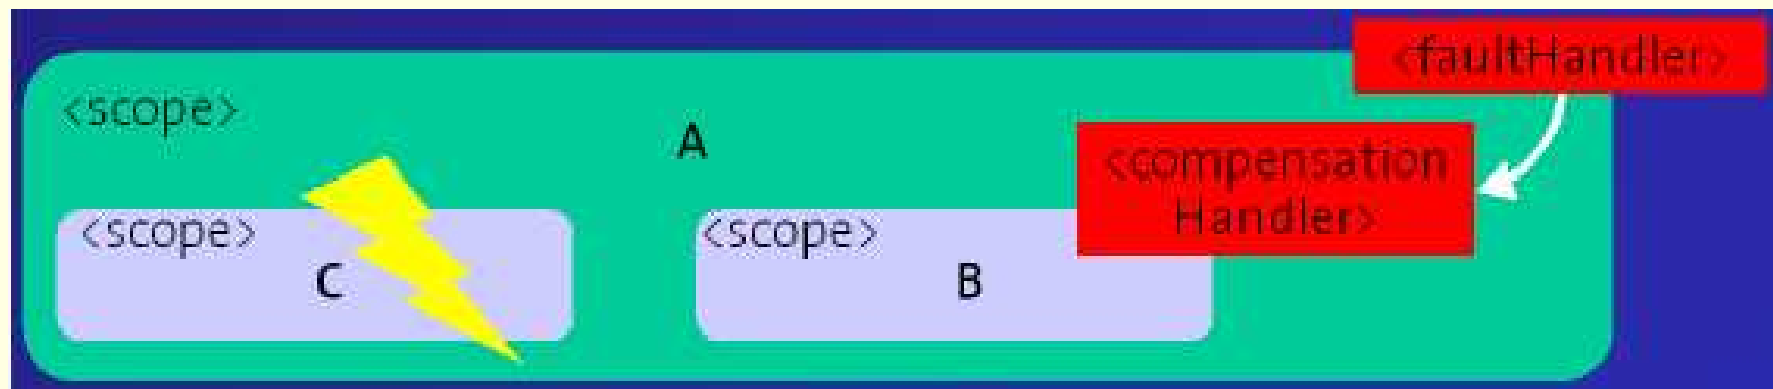 <faultHandler>
<scope>
A
<compensation
Handler>
<scope>
C
<scope>
B